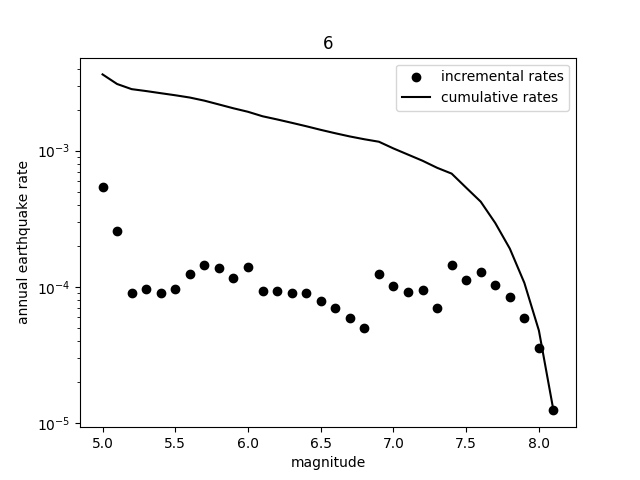 6
incremental rates
cumulative rates
annual earthquake rate
10⁻³
10⁻⁴
10⁻⁵
5.0 5.5 6.0 6.5 7.0 7.5 8.0
magnitude